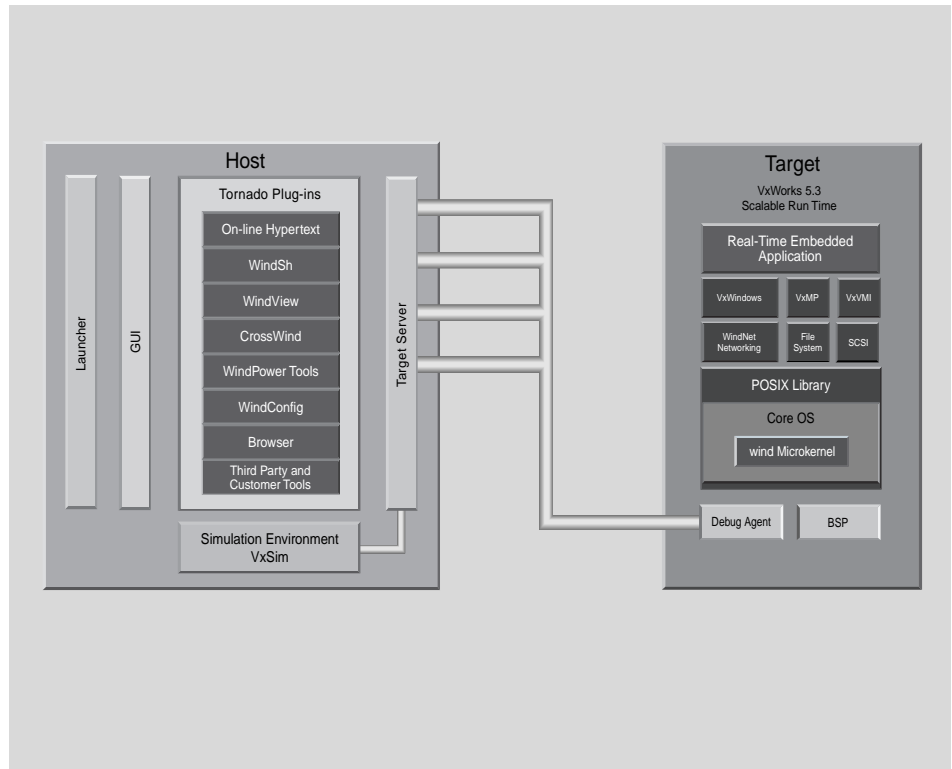 Host
Launcher
GUI
Tornado Plug-ins
On-line Hypertext
WindSh
WindView
CrossWind
WindPower Tools
WindConfig
Browser
Third Party and
Customer Tools
Target Server
Simulation Environment
VxSim
Target
VxWorks 5.3
Scalable Run Time
Real-Time Embedded
Application
VxWindows
VxMP
VxVMI
WindNet
Networking
File
System
SCSI
POSIX Library
Core OS
wind Microkernel
Debug Agent
BSP